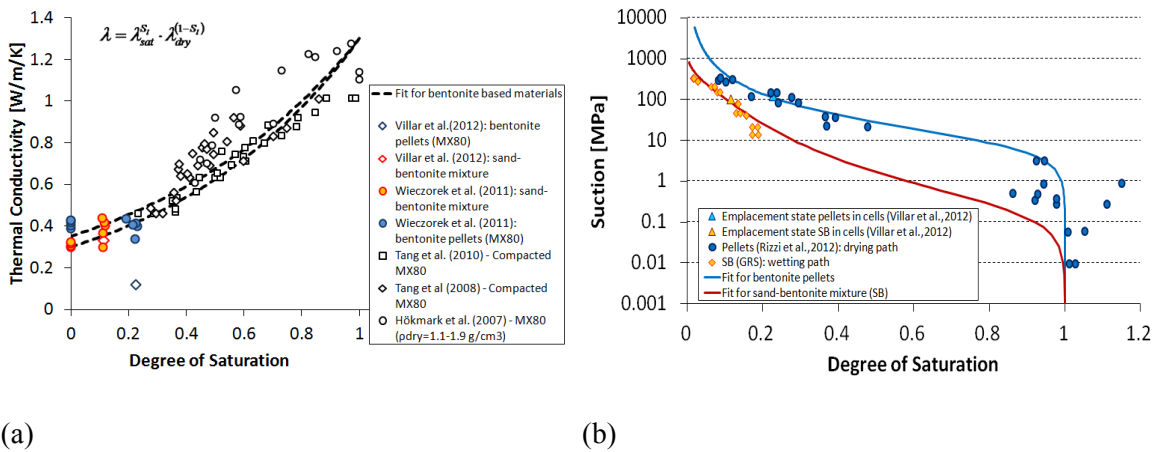 1.4
1.2
1
0.8
0.6
0.4
0.2
0
0
0.2
0.4
0.6
0.8
1
Thermal Conductivity [W/m/K]
Degree of Saturation
λ = λ_sat^{S_l} · λ_dry^{(1−S_l)}
Fit for bentonite based materials
Villar et al.(2012): bentonite
pellets (MX80)
Villar et al. (2012): sand-
bentonite mixture
Wieczorek et al. (2011): sand-
bentonite mixture
Wieczorek et al. (2011):
bentonite pellets (MX80)
Tang et al (2010) - Compacted
MX80
Tang et al (2008) - Compacted
MX80
Hökmark et al. (2007) - MX80
(ρdry=1.1-1.9 g/cm3)
(a)
10000
1000
100
10
1
0.1
0.01
0.001
0
0.2
0.4
0.6
0.8
1
1.2
Suction [MPa]
Degree of Saturation
Emplacement state pellets in cells (Villar et al.,2012)
Emplacement state SB in cells (Villar et al.,2012)
Pellets (Rizzi et al.,2012): drying path
SB (GRS): wetting path
Fit for bentonite pellets
Fit for sand-bentonite mixture (SB)
(b)